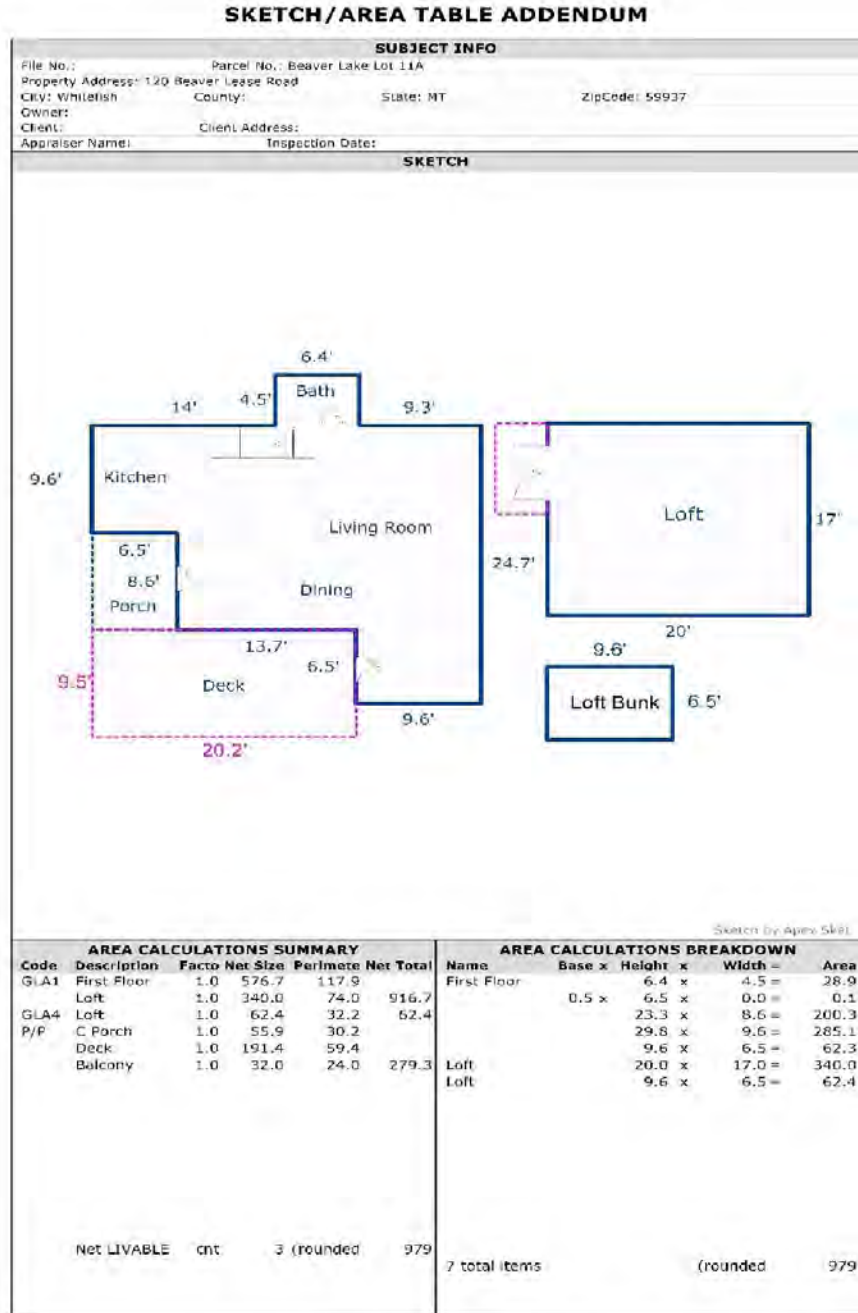 SKETCH/AREA TABLE ADDENDUM
SUBJECT INFO
File No.: Parcel No.: Beaver Lake Lot 11A
Property Address: 120 Beaver Lease Road
City: Whitefish County: State: MT ZipCode: 59937
Owner:
Client: Client Address:
Appraiser Name: Inspection Date:
SKETCH
6.4'
4.5' Bath
14' 9.3'
9.6' Kitchen
Living Room
Loft 17'
6.5'
24.7'
8.6'
Dining
Porch
20'
13.7'
9.6'
6.5'
9.5' Deck
Loft Bunk 6.5'
9.6'
20.2'
Sketch by Apex Sket
AREA CALCULATIONS SUMMARY
Code Description Facto Net Size Perimete Net Total
GLA1 First Floor 1.0 576.7 117.9
Loft 1.0 340.0 74.0 916.7
GLA4 Loft 1.0 62.4 32.2 62.4
P/P C Porch 1.0 55.9 30.2
Deck 1.0 191.4 59.4
Balcony 1.0 32.0 24.0 279.3
Net LIVABLE cnt 3 (rounded 979
AREA CALCULATIONS BREAKDOWN
Name Base x Height x Width = Area
First Floor 6.4 x 4.5 = 28.9
0.5 x 6.5 x 0.0 = 0.1
23.3 x 8.6 = 200.3
29.8 x 9.6 = 285.1
9.6 x 6.5 = 62.3
Loft 20.0 x 17.0 = 340.0
Loft 9.6 x 6.5 = 62.4
7 total items (rounded 979